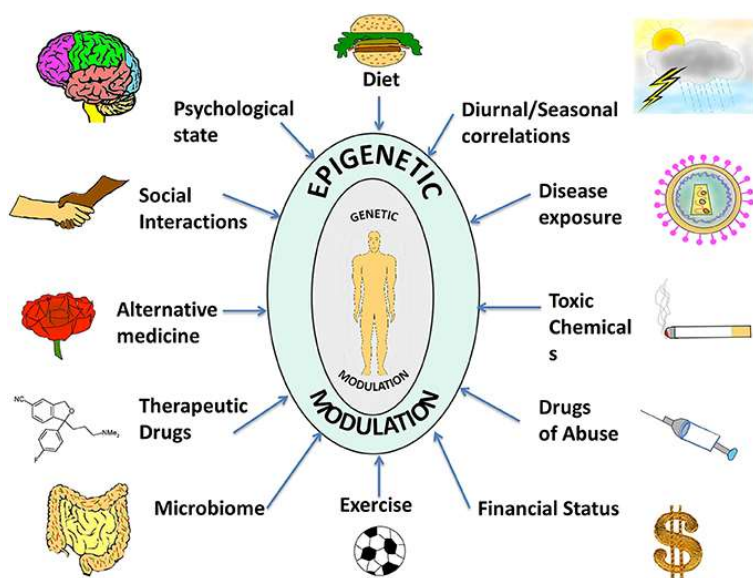 Diet
Psychological
state
Diurnal/Seasonal
correlations
EPIGENETIC
Social
Interactions
Disease
exposure
GENETIC
Alternative
medicine
Toxic
Chemical
s
MODULATION
MODULATION
Therapeutic
Drugs
NC
O
NMe2
F
Drugs
of Abuse
Microbiome
Exercise
Financial Status
$